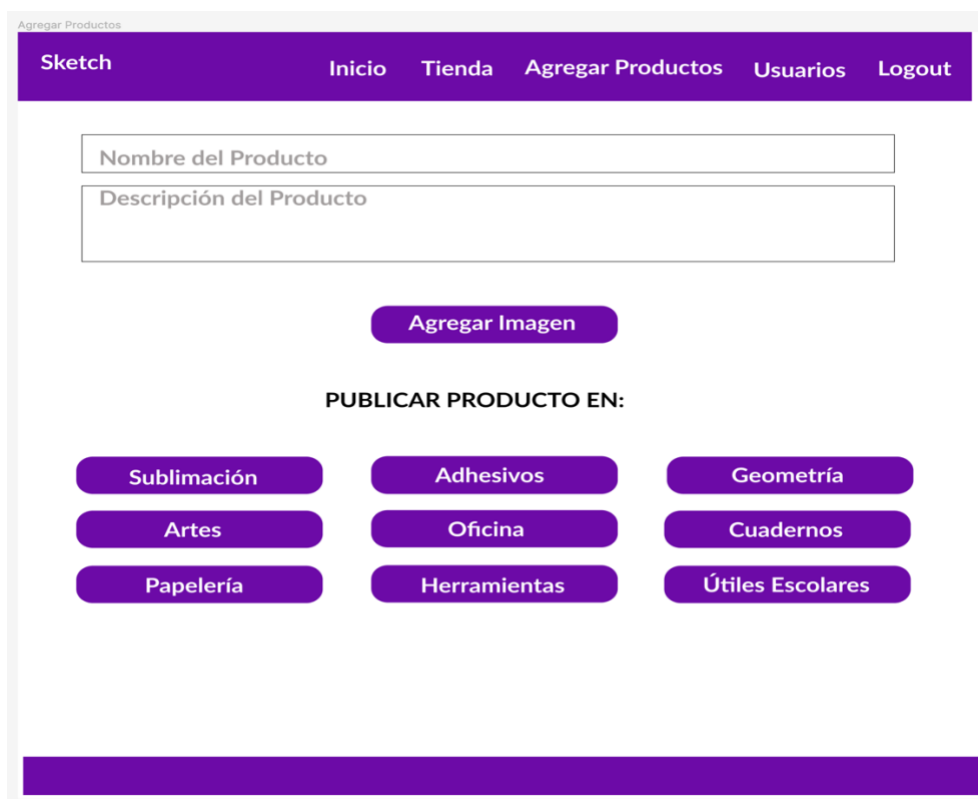 Agregar Productos
Sketch Inicio Tienda Agregar Productos Usuarios Logout
Nombre del Producto
Descripción del Producto
Agregar Imagen
PUBLICAR PRODUCTO EN:
Sublimación Adhesivos Geometría
Artes Oficina Cuadernos
Papelería Herramientas Útiles Escolares